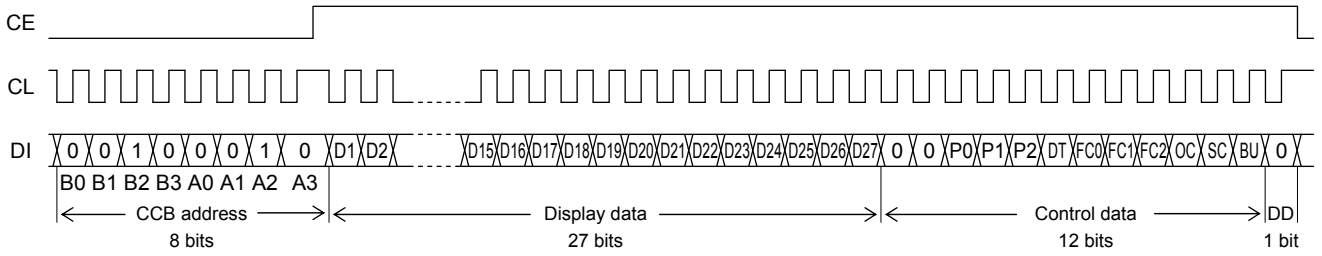 CE
CL
DI 0 0 1 0 0 0 1 0 D1 D2 D15 D16 D17 D18 D19 D20 D21 D22 D23 D24 D25 D26 D27 0 0 P0 P1 P2 DT FC0 FC1 FC2 OC SC BU 0
B0 B1 B2 B3 A0 A1 A2 A3
CCB address Display data Control data DD
8 bits 27 bits 12 bits 1 bit